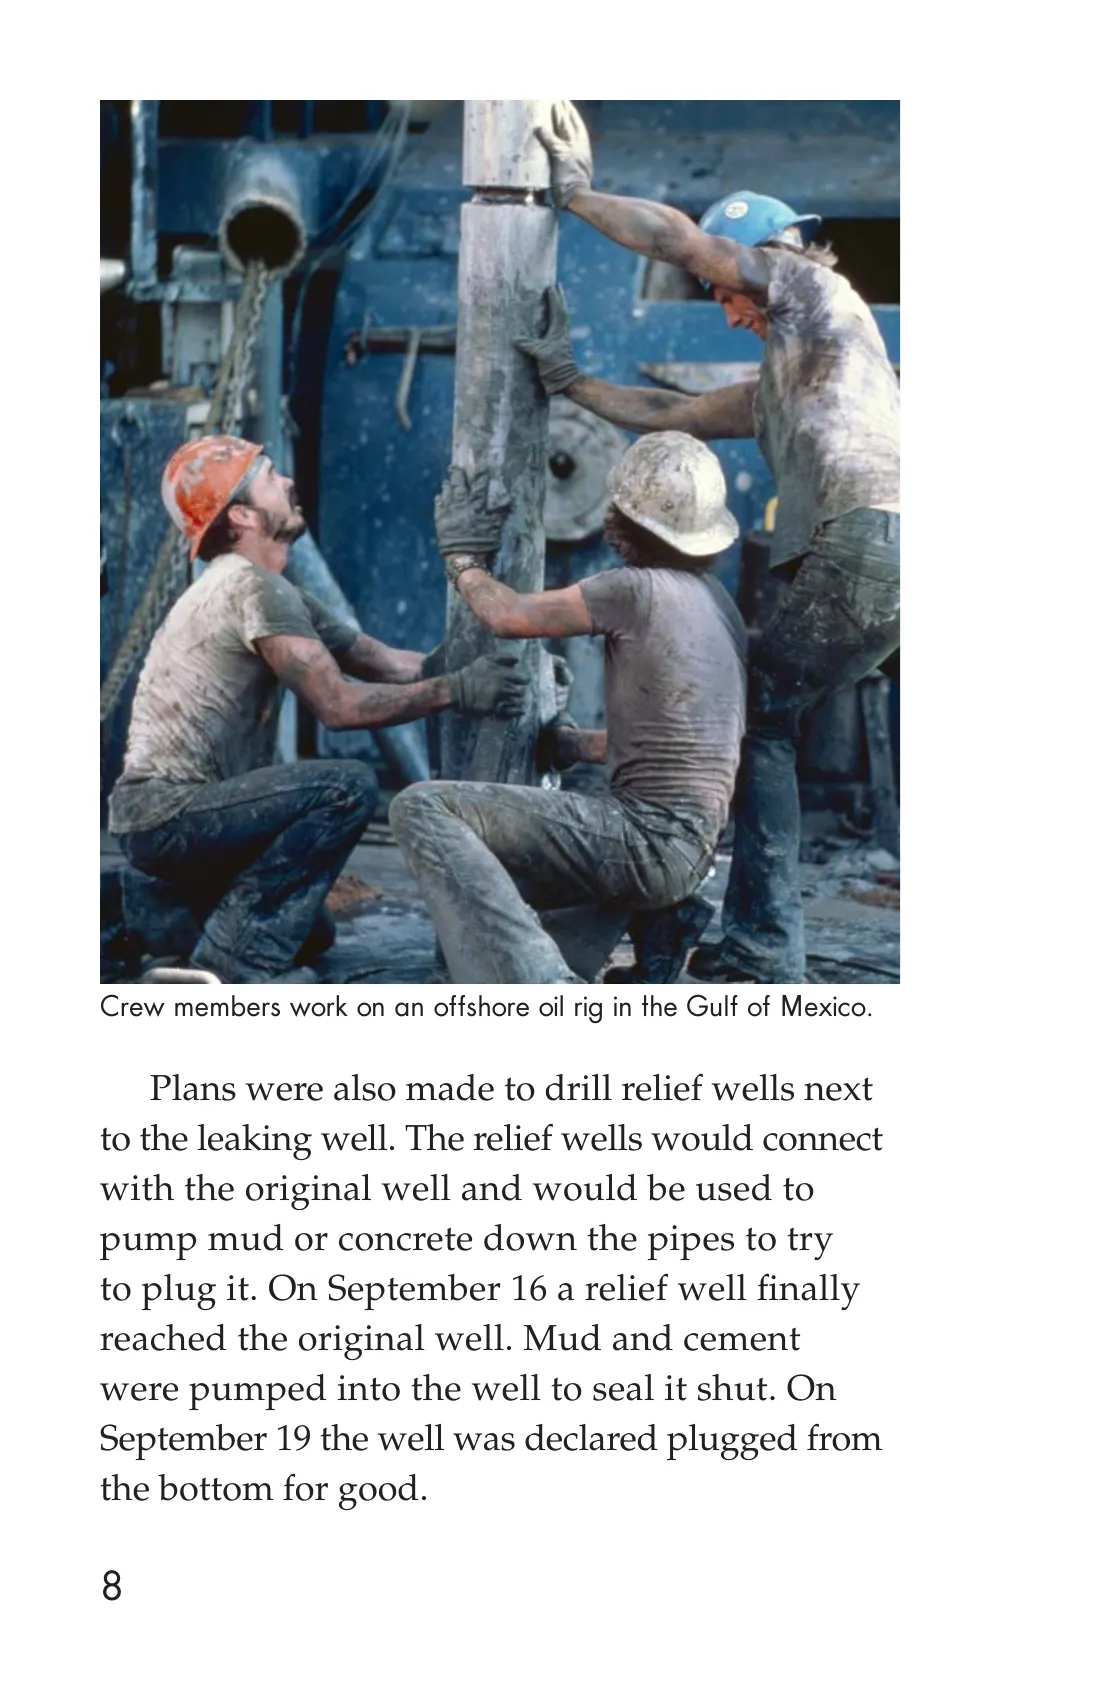 Crew members work on an offshore oil rig in the Gulf of Mexico.
Plans were also made to drill relief wells next
to the leaking well. The relief wells would connect
with the original well and would be used to
pump mud or concrete down the pipes to try
to plug it. On September 16 a relief well finally
reached the original well. Mud and cement
were pumped into the well to seal it shut. On
September 19 the well was declared plugged from
the bottom for good.
8